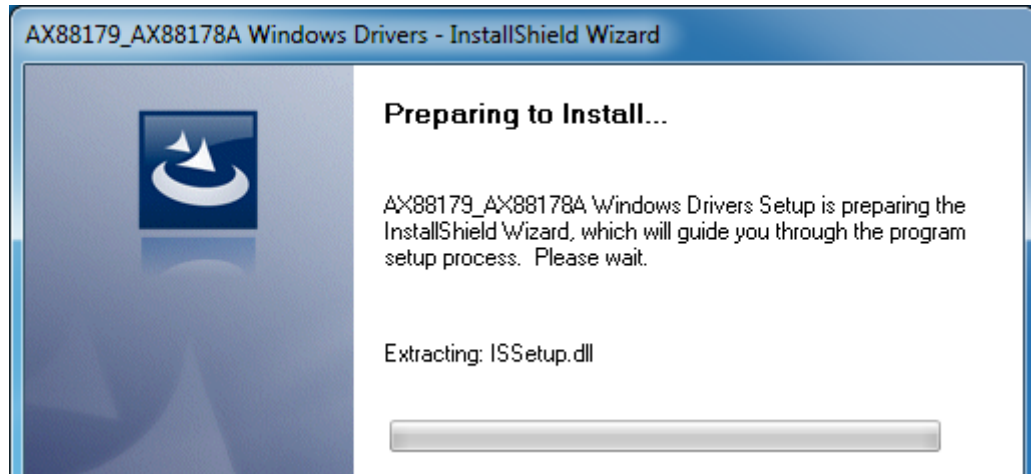 AX88179_AX88178A Windows Drivers - InstallShield Wizard
Preparing to Install...
AX88179_AX88178A Windows Drivers Setup is preparing the
InstallShield Wizard, which will guide you through the program
setup process.  Please wait.
Extracting: ISSetup.dll